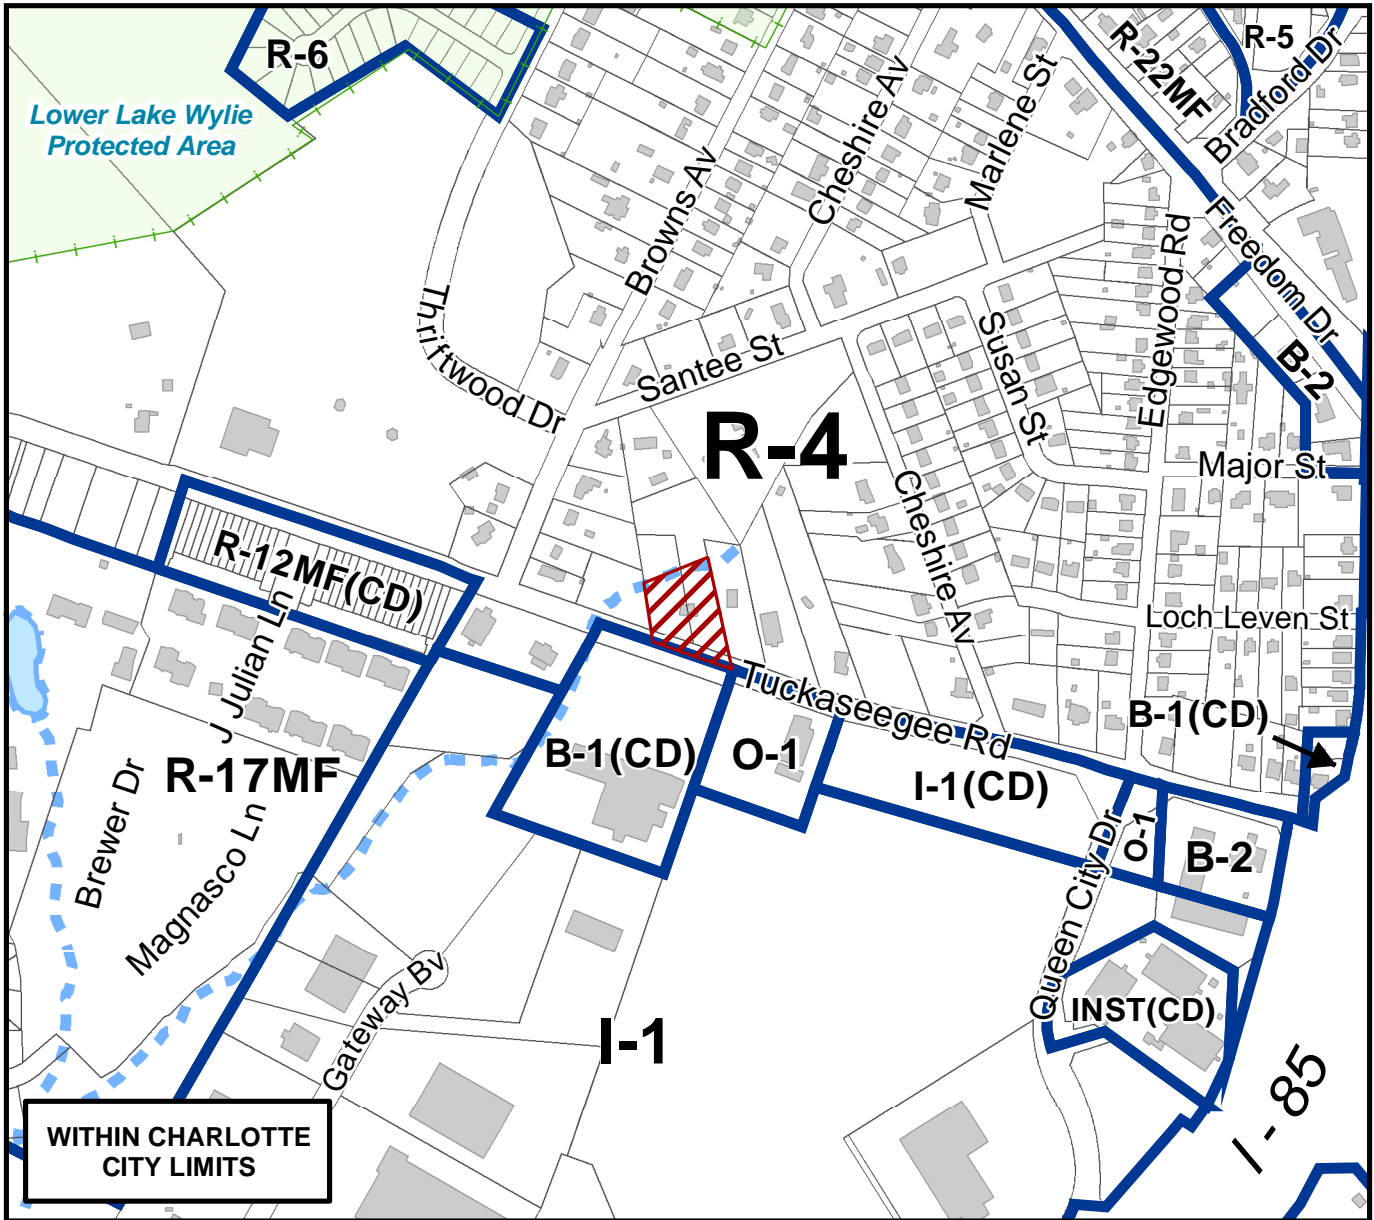 R-6
R-5
R-22MF
Bradford Dr
Lower Lake Wylie
Protected Area
Cheshire Av
Marlene St
Browns Av
Freedom Dr
Edgewood Rd
Thriftwood Dr
Santee St
Susan St
B-2
R-4
Major St
Cheshire Av
R-12MF(CD)
Loch Leven St
J Julian Ln
Tuckaseegee Rd
B-1(CD)
B-1(CD)
O-1
R-17MF
I-1(CD)
Brewer Dr
Magnasco Ln
Queen City Dr
O-1
B-2
Gateway Bv
INST(CD)
I-1
I - 85
WITHIN CHARLOTTE
CITY LIMITS